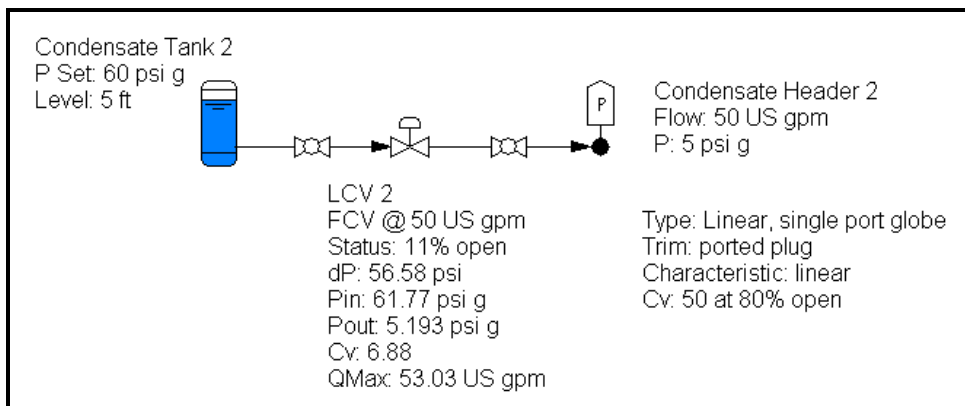 Condensate Tank 2
P Set: 60 psi g
Level: 5 ft
P
Condensate Header 2
Flow: 50 US gpm
P: 5 psi g
LCV 2
FCV @ 50 US gpm
Status: 11% open
dP: 56.58 psi
Pin: 61.77 psi g
Pout: 5.193 psi g
Cv: 6.88
QMax: 53.03 US gpm
Type: Linear, single port globe
Trim: ported plug
Characteristic: linear
Cv: 50 at 80% open